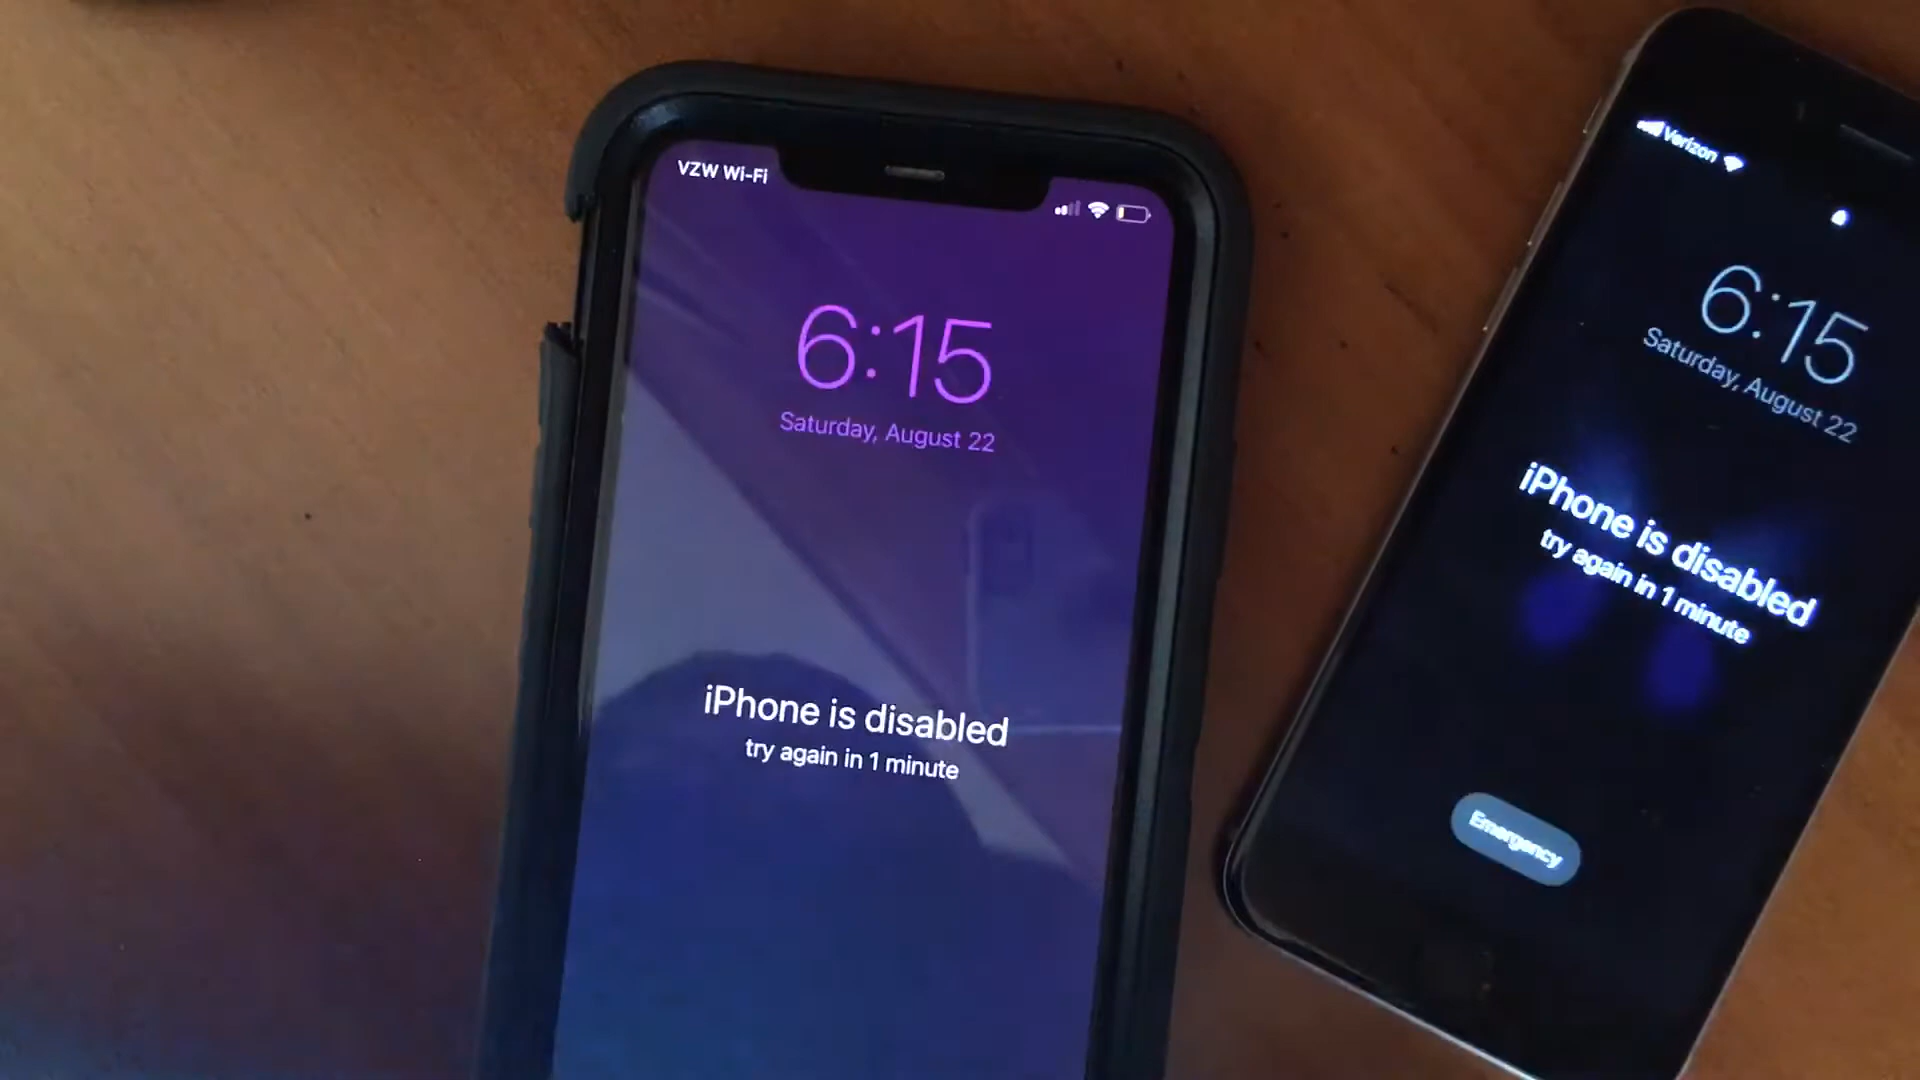 VZW Wi-Fi
6:15
Saturday, August 22
iPhone is disabled
try again in 1 minute
Verizon
6:15
Saturday, August 22
iPhone is disabled
try again in 1 minute
Emergency